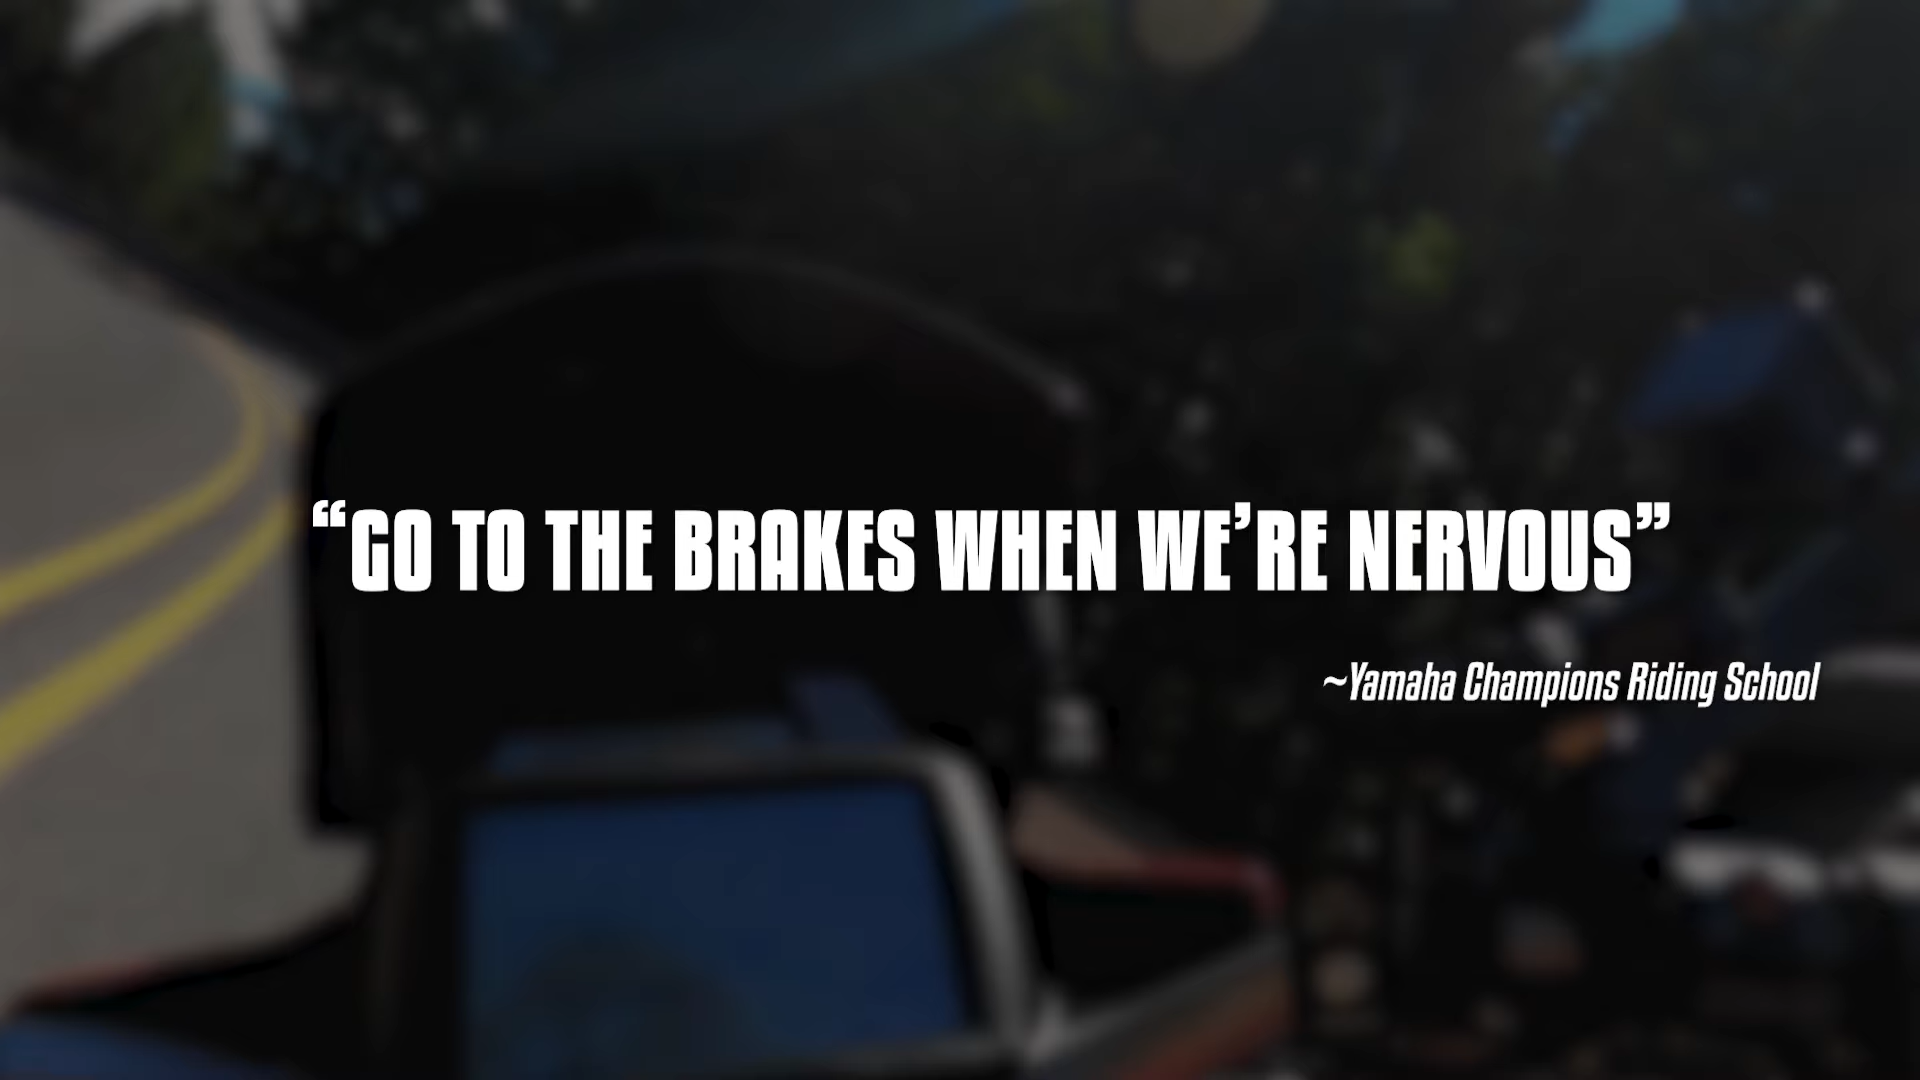 “GO TO THE BRAKES WHEN WE’RE NERVOUS”
~Yamaha Champions Riding School